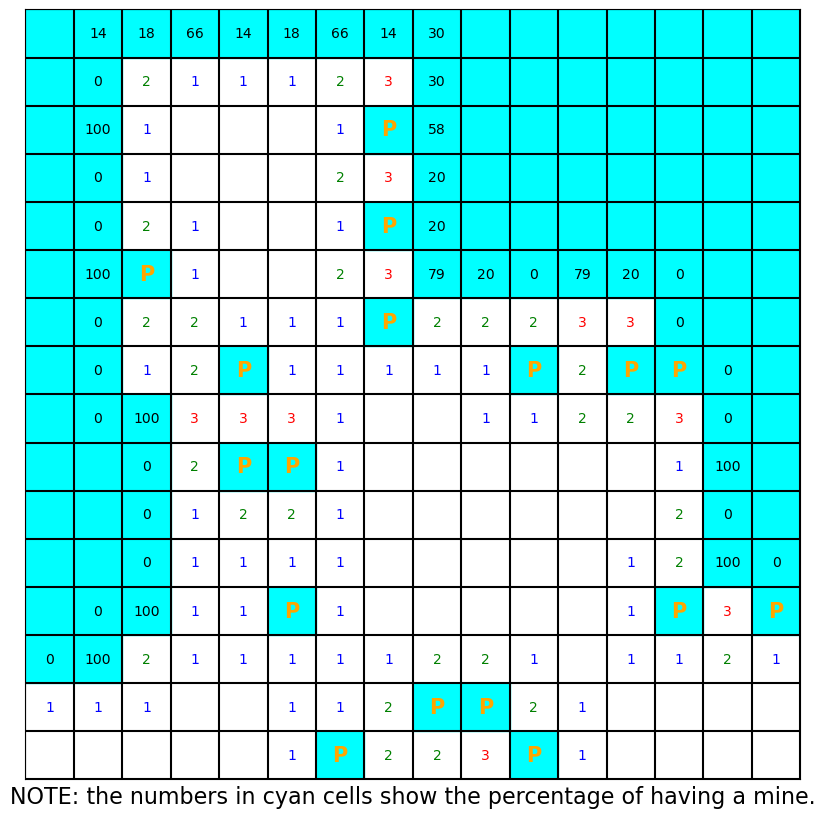 14 18 66 14 18 66 14 30
0 2 1 1 1 2 3 30
100 1 1 P 58
0 1 2 3 20
0 2 1 1 P 20
100 P 1 2 3 79 20 0 79 20 0
0 2 2 1 1 1 P 2 2 2 3 3 0
0 1 2 P 1 1 1 1 1 P 2 P P 0
0 100 3 3 3 1 1 1 2 2 3 0
0 2 P P 1 1 100
0 1 2 2 1 2 0
0 1 1 1 1 1 2 100 0
0 100 1 1 P 1 1 P 3 P
0 100 2 1 1 1 1 1 2 2 1 1 1 2 1
1 1 1 1 1 2 P P 2 1
1 P 2 2 3 P 1
NOTE: the numbers in cyan cells show the percentage of having a mine.